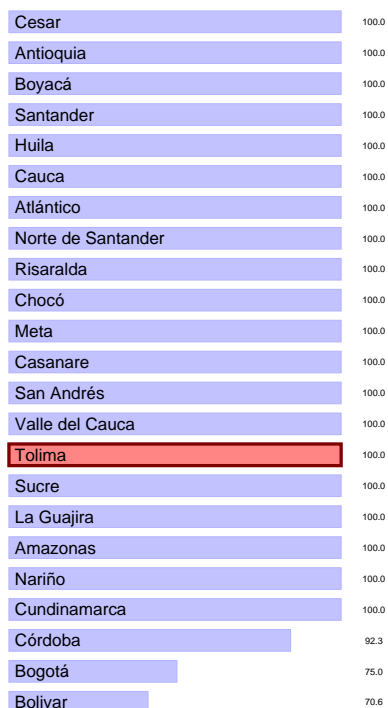 Cesar 100.0
Antioquia 100.0
Boyacá 100.0
Santander 100.0
Huila 100.0
Cauca 100.0
Atlántico 100.0
Norte de Santander 100.0
Risaralda 100.0
Chocó 100.0
Meta 100.0
Casanare 100.0
San Andrés 100.0
Valle del Cauca 100.0
Tolima 100.0
Sucre 100.0
La Guajira 100.0
Amazonas 100.0
Nariño 100.0
Cundinamarca 100.0
Córdoba 92.3
Bogotá 75.0
Bolivar 70.6